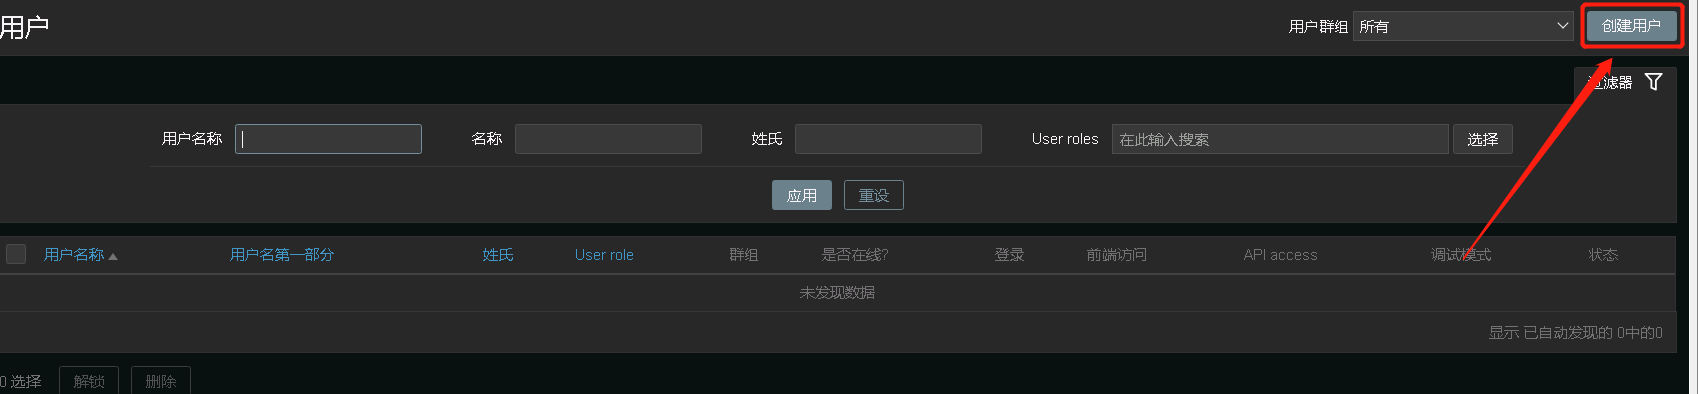 用户 用户群组 所有 创建用户
过滤器
用户名称 名称 姓氏 User roles 在此输入搜索 选择
应用 重设
用户名称 用户名第一部分 姓氏 User role 群组 是否在线? 登录 前端访问 API access 调试模式 状态
未发现数据
显示 已自动发现的 0中的0
0 选择 解锁 删除